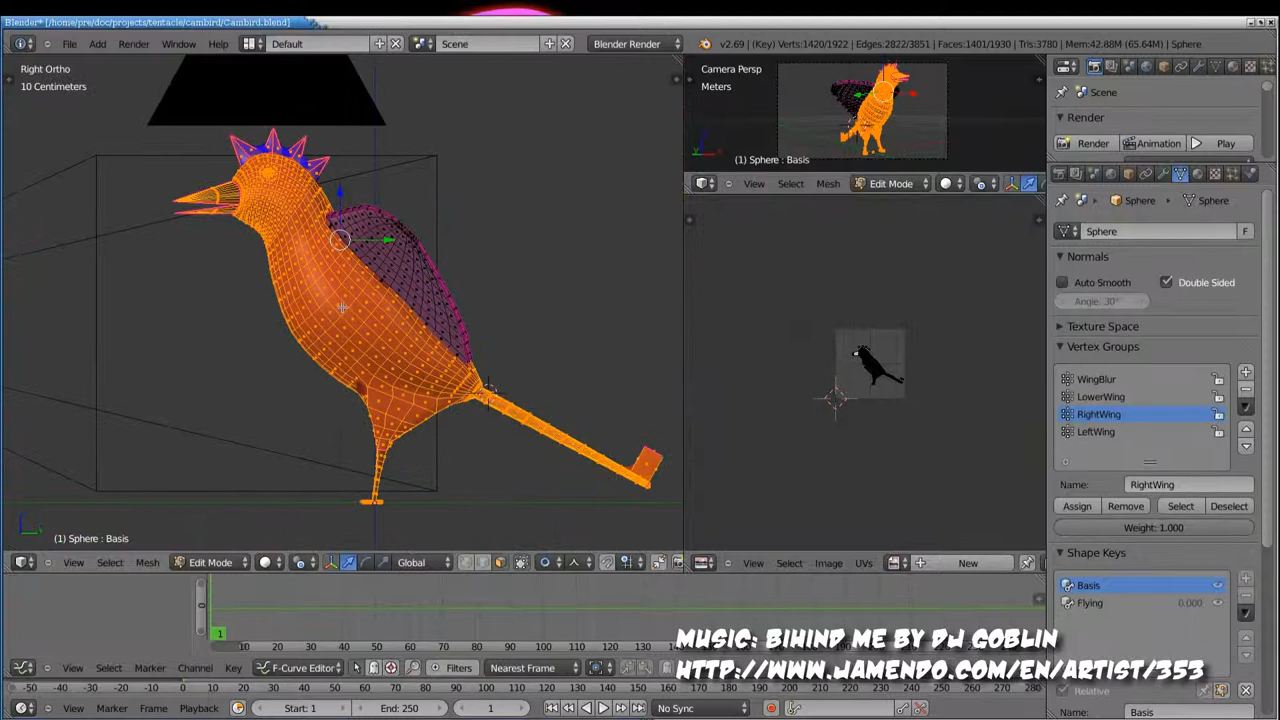 Blender* [/home/pre/doc/projects/tentacle/cambird/Cambird.blend]
File Add Render Window Help Default Scene Blender Render v2.69 | (Key) Verts:1420/1922 | Edges:2822/3851 | Faces:1401/1930 | Tris:3780 | Mem:42.88M (65.64M) | Sphere
Right Ortho
10 Centimeters
(1) Sphere : Basis
View Select Mesh Edit Mode Global
Camera Persp
Meters
(1) Sphere : Basis
View Select Mesh Edit Mode
View Select Image UVs New
Scene
Render
Render Animation Play
Sphere Sphere
Sphere F
Normals
Auto Smooth Double Sided
Angle: 30°
Texture Space
Vertex Groups
WingBlur
LowerWing
RightWing
LeftWing
Name: RightWing
Assign Remove Select Deselect
Weight: 1.000
Shape Keys
Basis
Flying 0.000
Relative
Basis
1
10 20 30 40 50 60 70 80 90 100 110 120 130
View Select Marker Channel Key F-Curve Editor Filters Nearest Frame
-50 -40 -30 -20 -10 0 10 20 30 40 50 60 70 80 90 100 110 120 130 140 150 160 170 180 190 200 210 220 230 240 250 260 270 280
View Marker Frame Playback Start: 1 End: 250 1 No Sync
MUSIC: BIHIND ME BY DJ GOBLIN
HTTP://WWW.JAMENDO.COM/EN/ARTIST/353